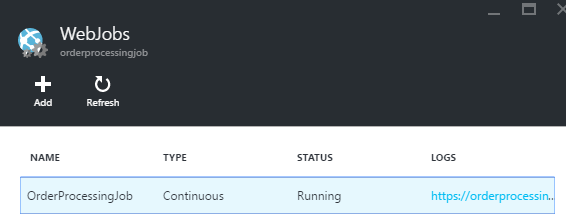 WebJobs
orderprocessingjob
Add Refresh
NAME TYPE STATUS LOGS
OrderProcessingJob Continuous Running https://orderprocessin...